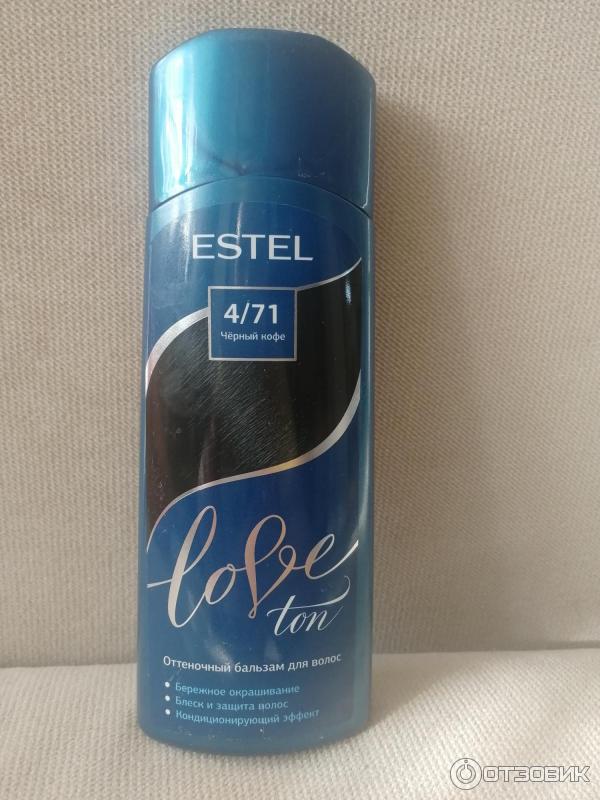 ESTEL
4/71
Чёрный кофе
love
ton
Оттеночный бальзам для волос
• Бережное окрашивание
• Блеск и защита волос
• Кондиционирующий эффект
ОТЗОВИК